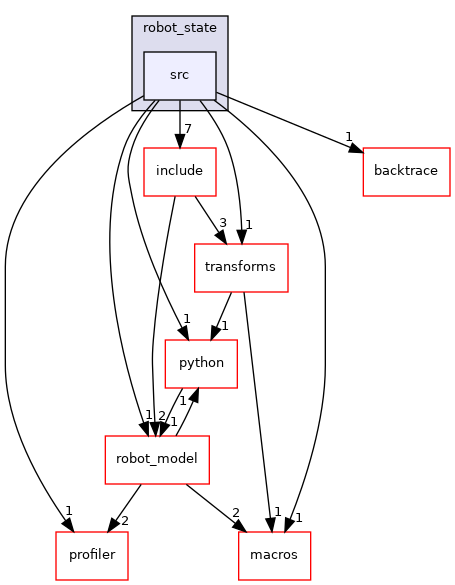 robot_state
src
1
7
include
backtrace
3
1
transforms
1
1
python
1
1
2
1
robot_model
1
2
2
1
1
profiler
macros